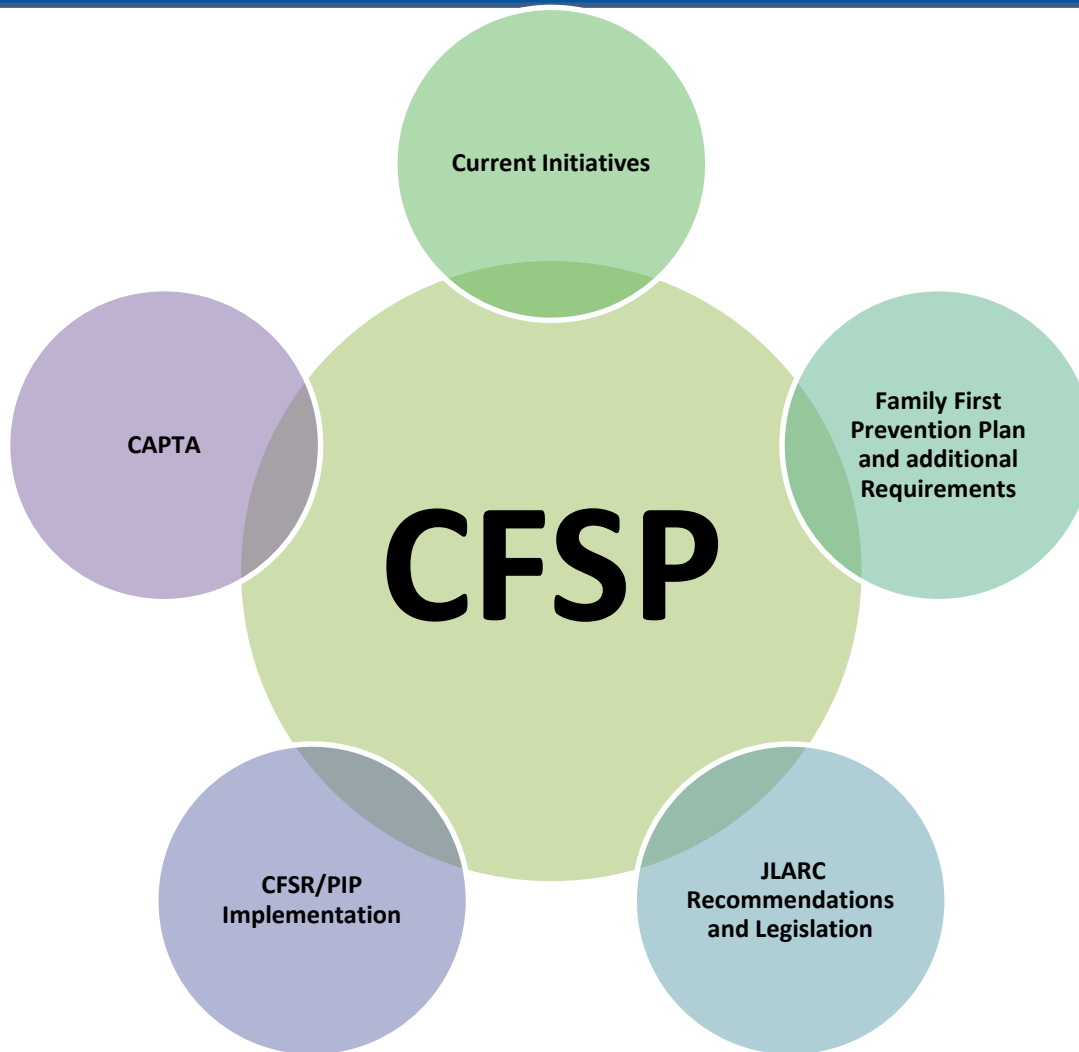 Current Initiatives
Family First
Prevention Plan
and additional
Requirements
CAPTA
CFSP
CFSR/PIP
Implementation
JLARC
Recommendations
and Legislation